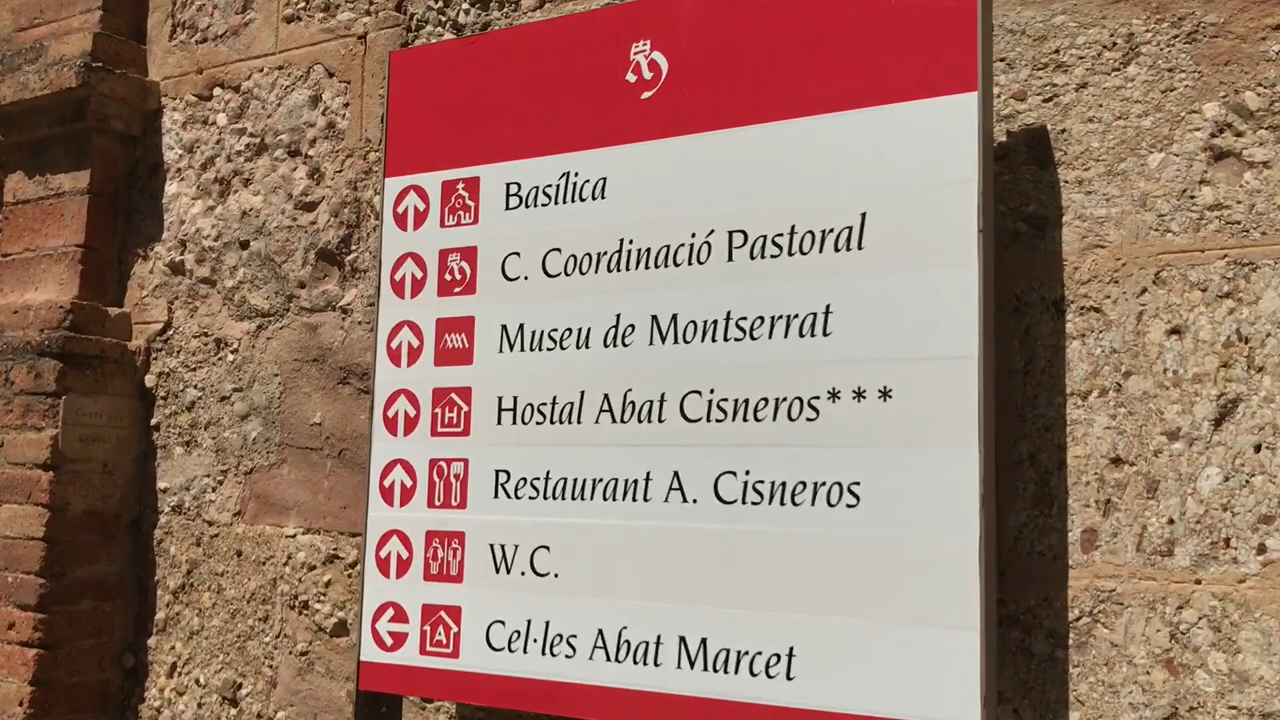 Basílica
C. Coordinació Pastoral
Museu de Montserrat
Hostal Abat Cisneros***
H
Restaurant A. Cisneros
W.C.
Cel·les Abat Marcet
A